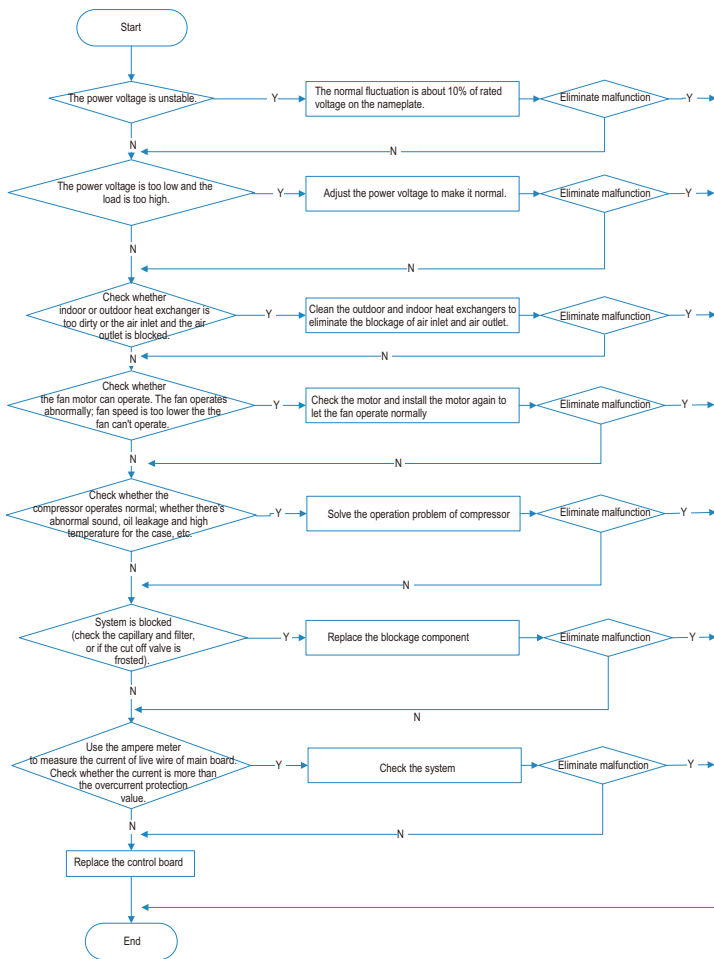 Start
The power voltage is unstable.
Y
The normal fluctuation is about 10% of rated
voltage on the nameplate.
Eliminate malfunction
Y
N
N
The power voltage is too low and the
load is too high.
Y
Adjust the power voltage to make it normal.
Eliminate malfunction
Y
N
N
Check whether
indoor or outdoor heat exchanger is
too dirty or the air inlet and the air
outlet is blocked.
Y
Clean the outdoor and indoor heat exchangers to
eliminate the blockage of air inlet and air outlet.
Eliminate malfunction
Y
N
N
Check whether
the fan motor can operate. The fan operates
abnormally; fan speed is too lower the the
fan can't operate.
Y
Check the motor and install the motor again to
let the fan operate normally
Eliminate malfunction
Y
N
N
Check whether the
compressor operates normal; whether there's
abnormal sound, oil leakage and high
temperature for the case, etc.
Y
Solve the operation problem of compressor
Eliminate malfunction
Y
N
N
System is blocked
(check the capillary and filter,
or if the cut off valve is
frosted).
Y
Replace the blockage component
Eliminate malfunction
Y
N
N
Use the ampere meter
to measure the current of live wire of main board.
Check whether the current is more than
the overcurrent protection
value.
Y
Check the system
Eliminate malfunction
Y
N
N
Replace the control board
End